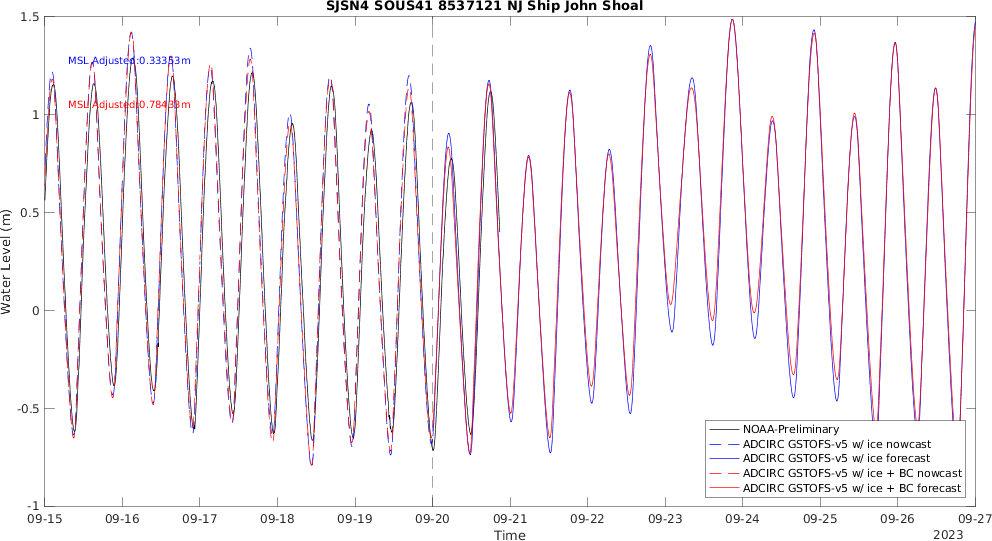 SJSN4 SOUS41 8537121 NJ Ship John Shoal
MSL Adjusted:0.33353m
MSL Adjusted:0.78433m
Water Level (m)
1.5
1
0.5
0
-0.5
-1
09-15 09-16 09-17 09-18 09-19 09-20 09-21 09-22 09-23 09-24 09-25 09-26 09-27
Time
2023
NOAA-Preliminary
ADCIRC GSTOFS-v5 w/ ice nowcast
ADCIRC GSTOFS-v5 w/ ice forecast
ADCIRC GSTOFS-v5 w/ ice + BC nowcast
ADCIRC GSTOFS-v5 w/ ice + BC forecast